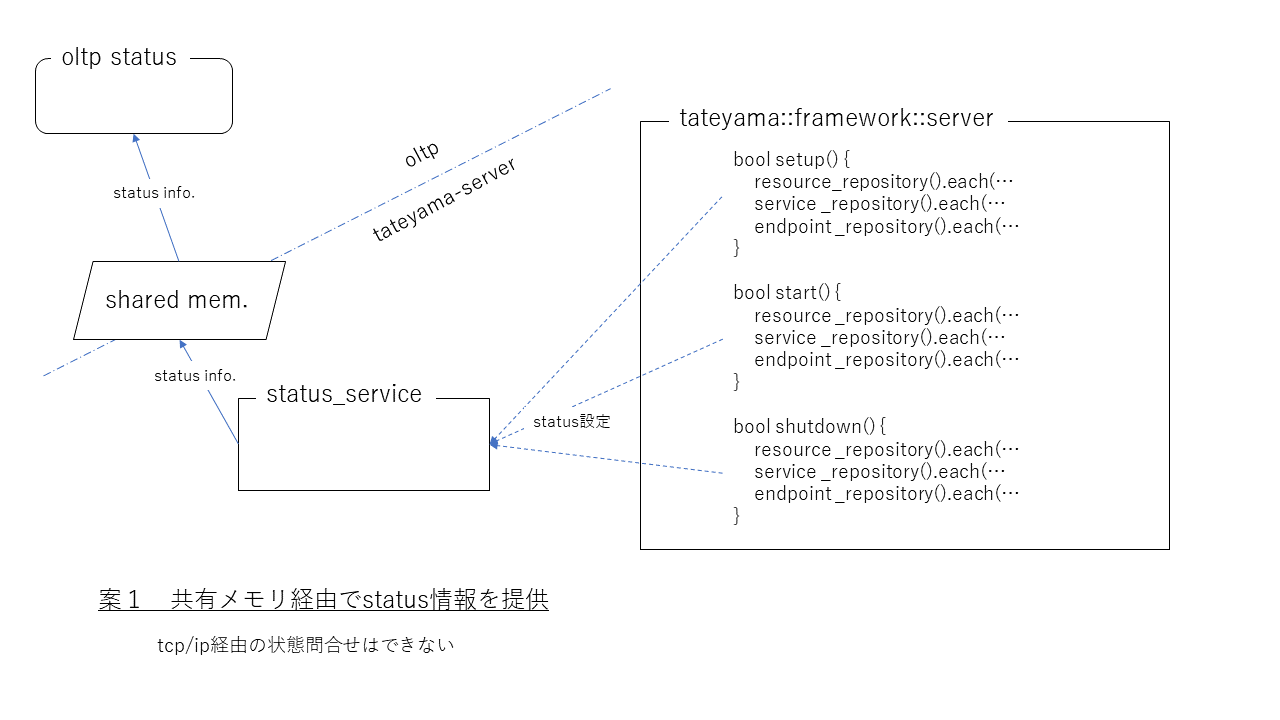 oltp status
status info.
shared mem.
status info.
status_service
oltp
tateyama-server
status設定
tateyama::framework::server
bool setup() {
resource_repository().each(…
service_repository().each(…
endpoint_repository().each(…
}
bool start() {
resource_repository().each(…
service_repository().each(…
endpoint_repository().each(…
}
bool shutdown() {
resource_repository().each(…
service_repository().each(…
endpoint_repository().each(…
}
案１　共有メモリ経由でstatus情報を提供
tcp/ip経由の状態問合せはできない